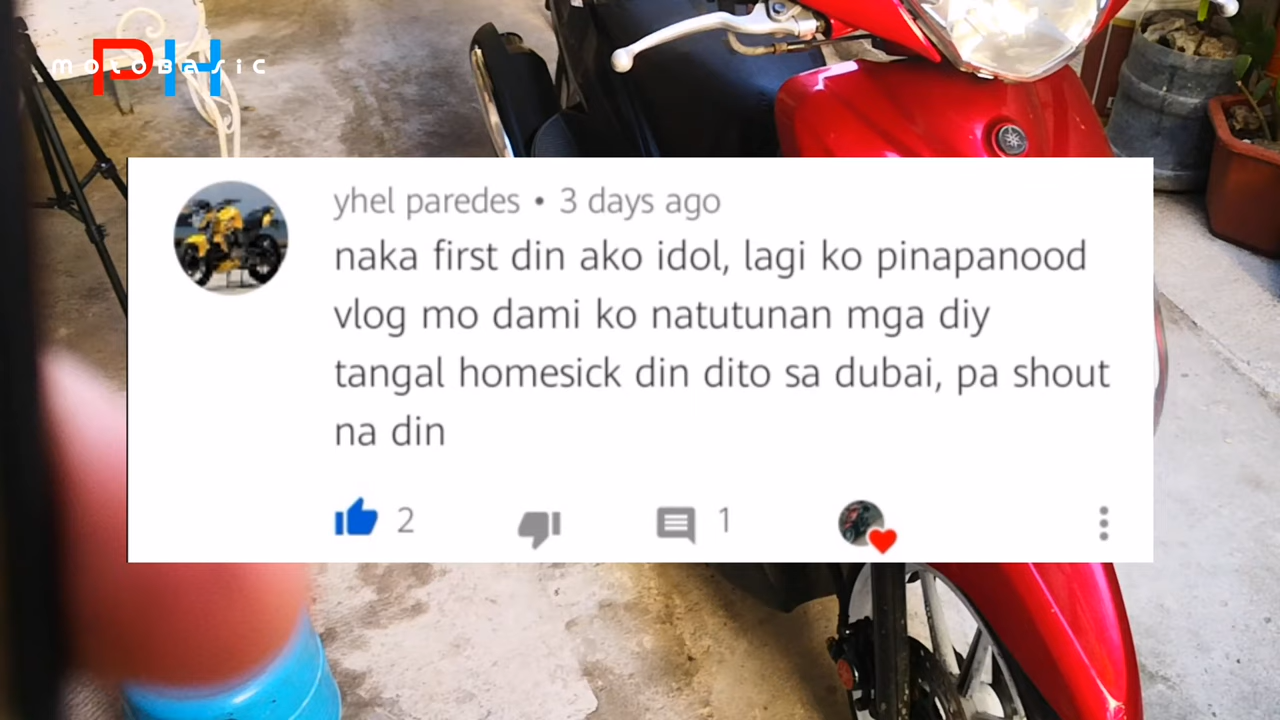 PH
MOTOBASIC
yhel paredes • 3 days ago
naka first din ako idol, lagi ko pinapanood
vlog mo dami ko natutunan mga diy
tangal homesick din dito sa dubai, pa shout
na din
2
1